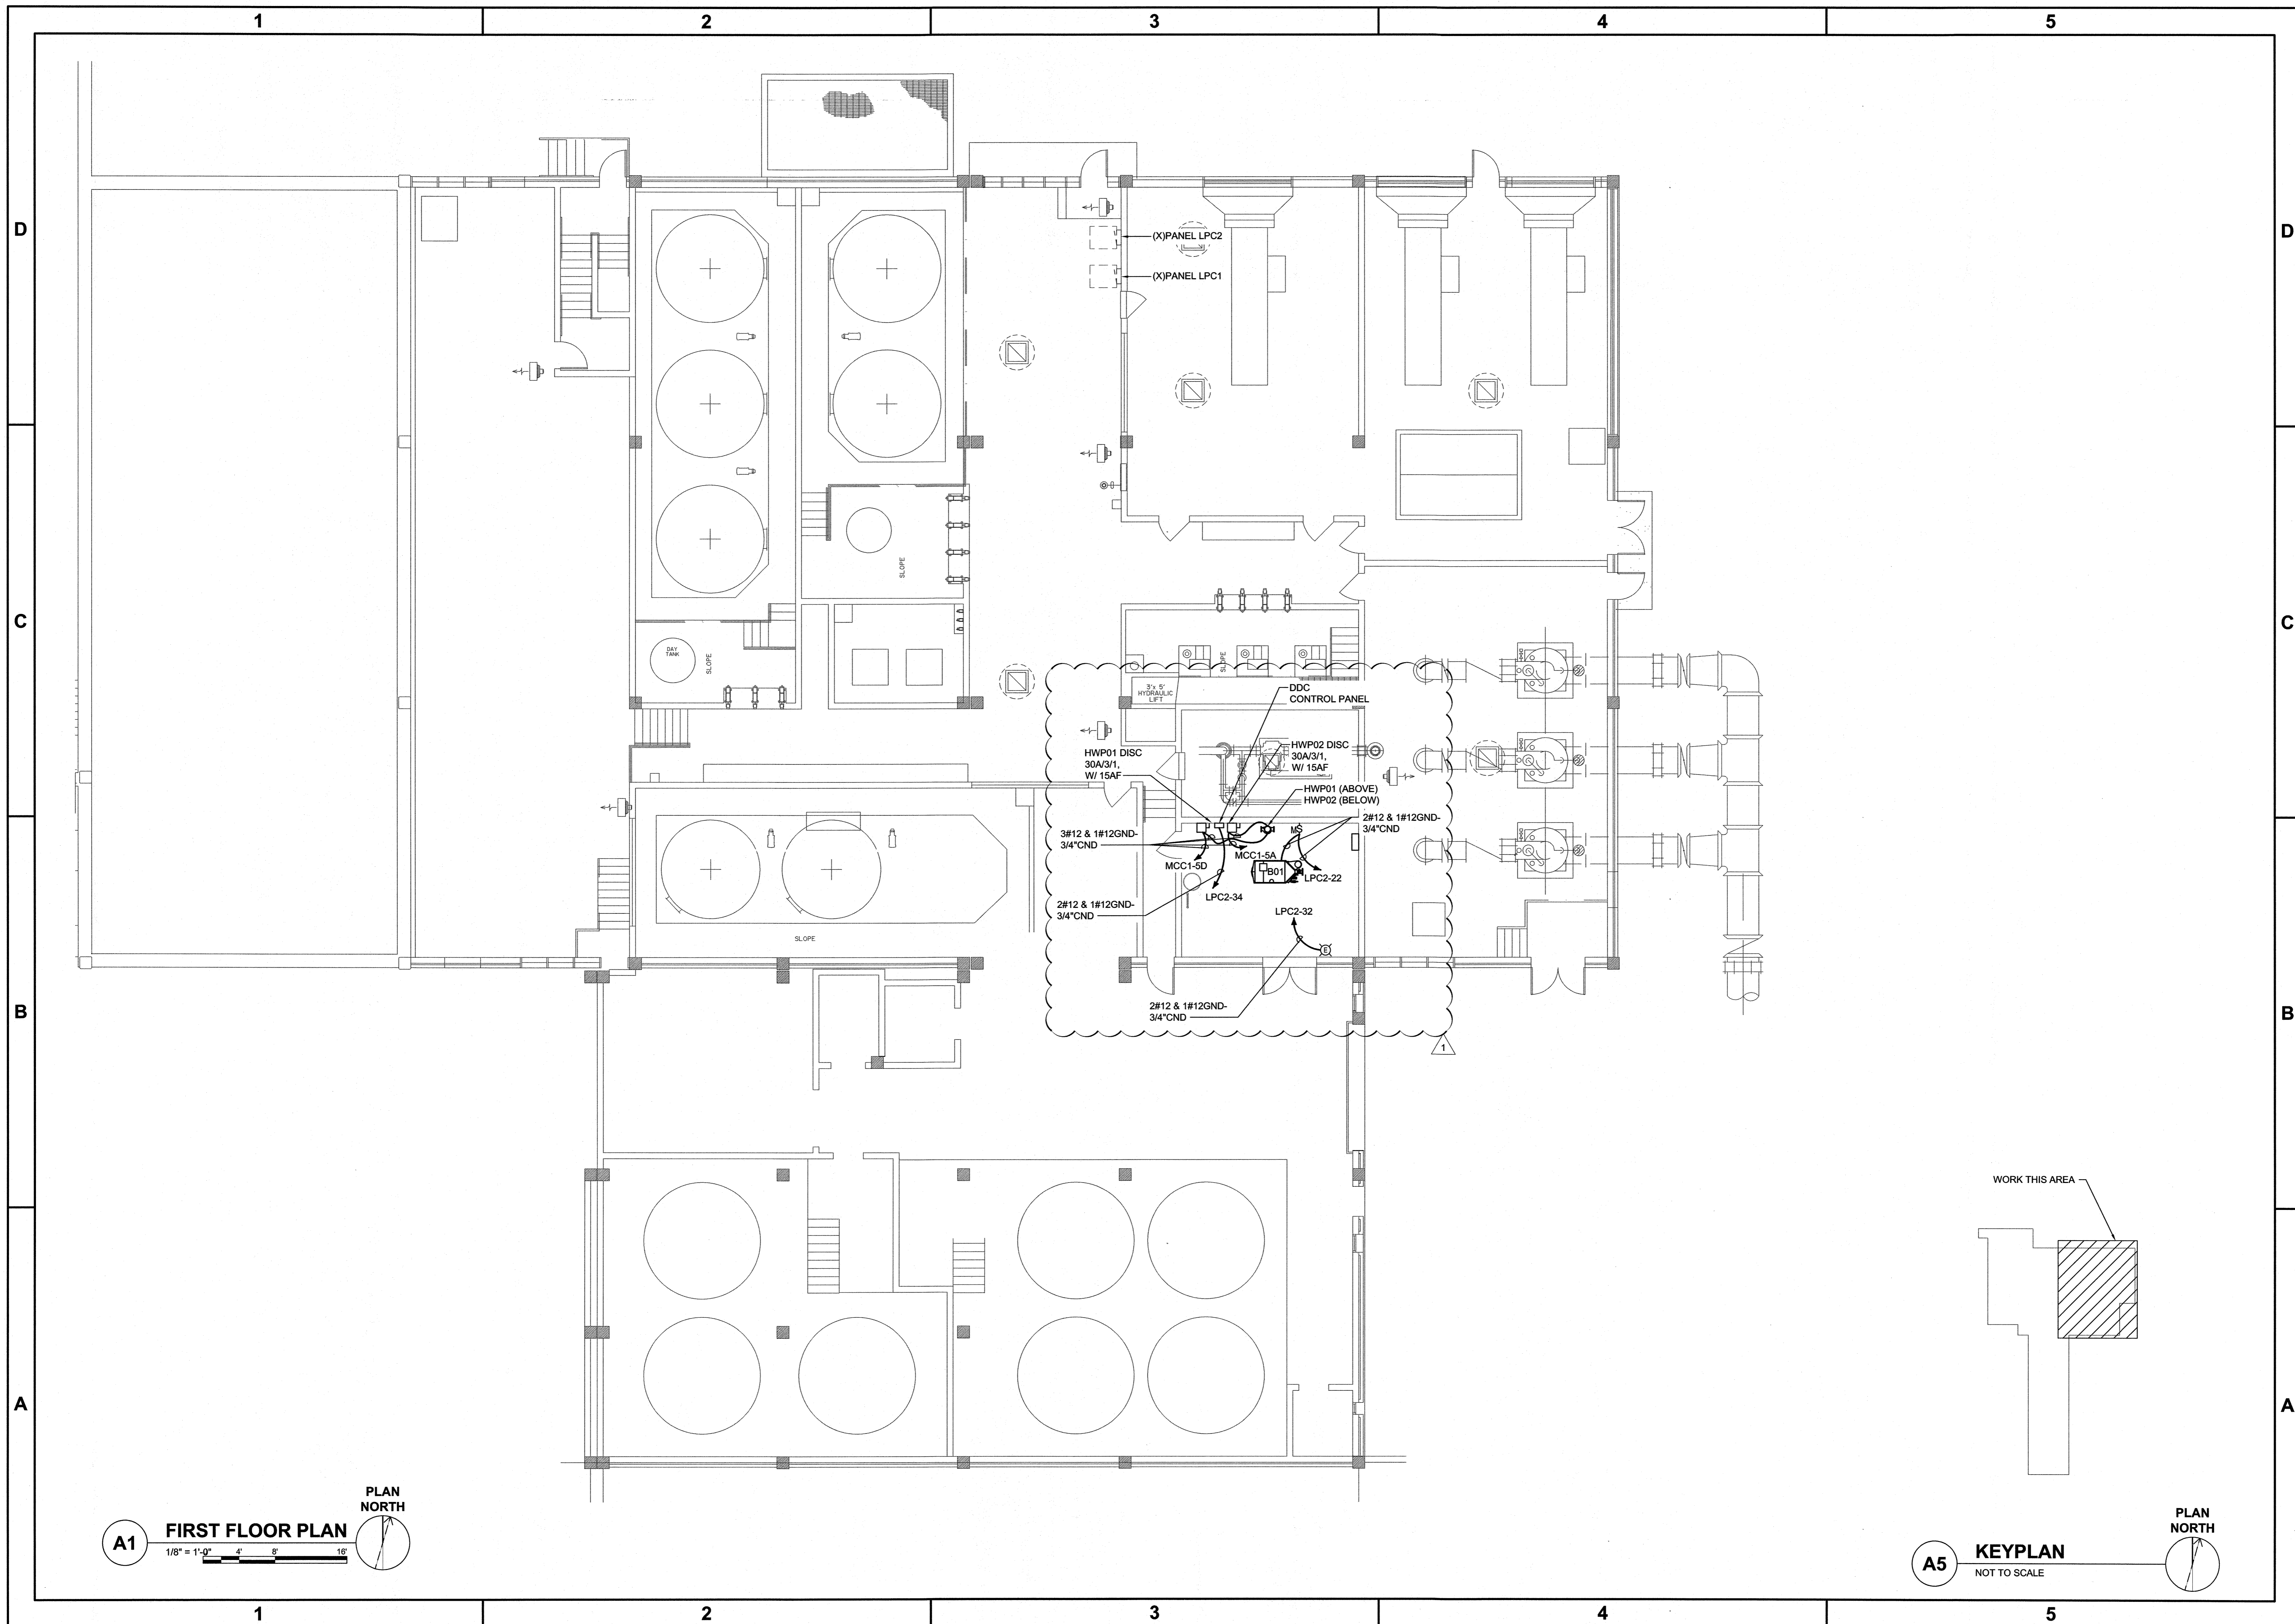 1 2 3 4 5
D D
C C
B B
A A
(X)PANEL LPC2
(X)PANEL LPC1
SLOPE
DAY
TANK
SLOPE
SLOPE
3'x 5'
HYDRAULIC
LIFT
DDC
CONTROL PANEL
HWP01 DISC
30A/3/1,
W/ 15AF
HWP02 DISC
30A/3/1,
W/ 15AF
HWP01 (ABOVE)
HWP02 (BELOW)
2#12 & 1#12GND-
3/4"CND
3#12 & 1#12GND-
3/4"CND
M$
MCC1-5D
MCC1-5A
B01
LPC2-22
LPC2-34
2#12 & 1#12GND-
3/4"CND
LPC2-32
E
SLOPE
2#12 & 1#12GND-
3/4"CND
1
WORK THIS AREA
A1
FIRST FLOOR PLAN
1/8" = 1'-0" 4' 8' 16'
PLAN
NORTH
A5
KEYPLAN
NOT TO SCALE
PLAN
NORTH
1 2 3 4 5